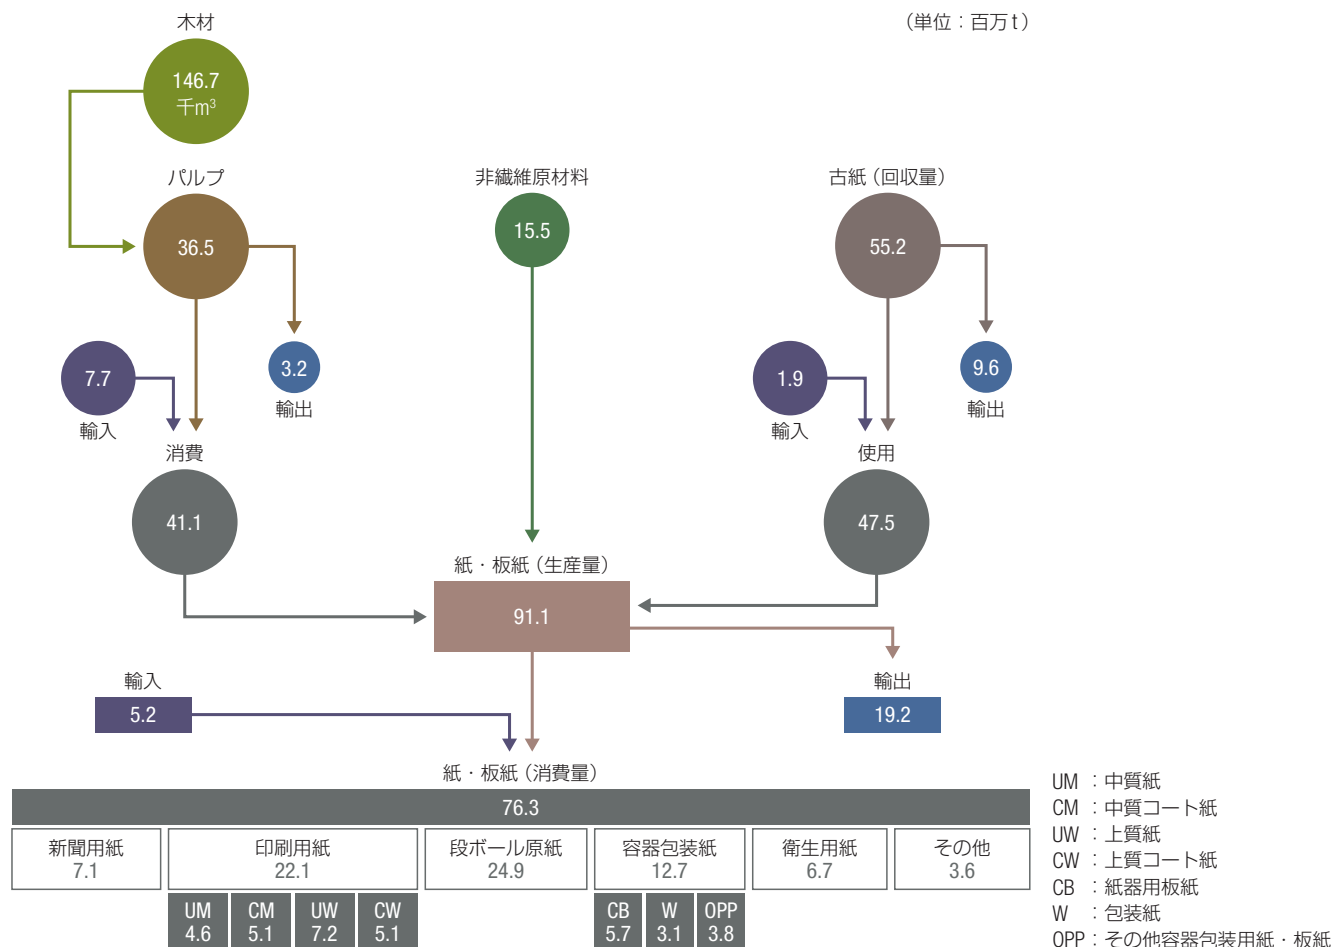 木材
(単位：百万t)
146.7
千m³
パルプ
非繊維原材料
古紙（回収量）
36.5
15.5
55.2
7.7
3.2
1.9
9.6
輸入
輸出
輸入
輸出
消費
使用
41.1
47.5
紙・板紙（生産量）
91.1
輸入
輸出
5.2
19.2
紙・板紙（消費量）
76.3
新聞用紙
7.1
印刷用紙
22.1
段ボール原紙
24.9
容器包装紙
12.7
衛生用紙
6.7
その他
3.6
UM
4.6
CM
5.1
UW
7.2
CW
5.1
CB
5.7
W
3.1
OPP
3.8
UM：中質紙
CM：中質コート紙
UW：上質紙
CW：上質コート紙
CB：紙器用板紙
W：包装紙
OPP：その他容器包装用紙・板紙